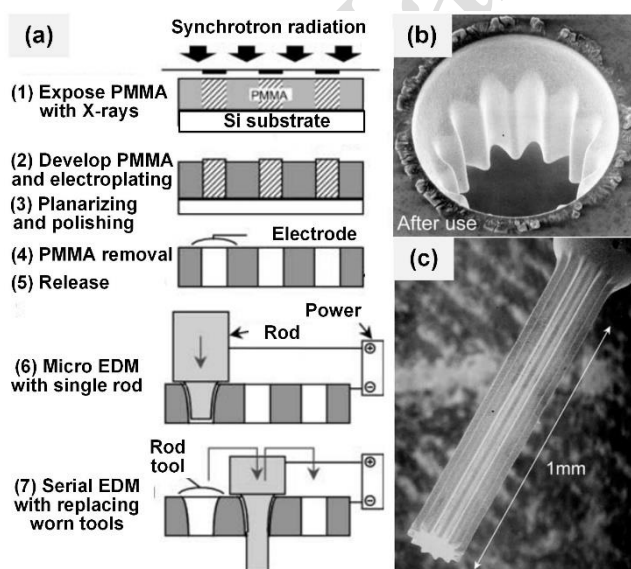 (a)
Synchrotron radiation
(1) Expose PMMA
with X-rays
PMMA
Si substrate
(2) Develop PMMA
and electroplating
(3) Planarizing
and polishing
Electrode
(4) PMMA removal
(5) Release
Power
Rod
(6) Micro EDM
with single rod
Rod
tool
(7) Serial EDM
with replacing
worn tools
(b)
After use
(c)
1mm